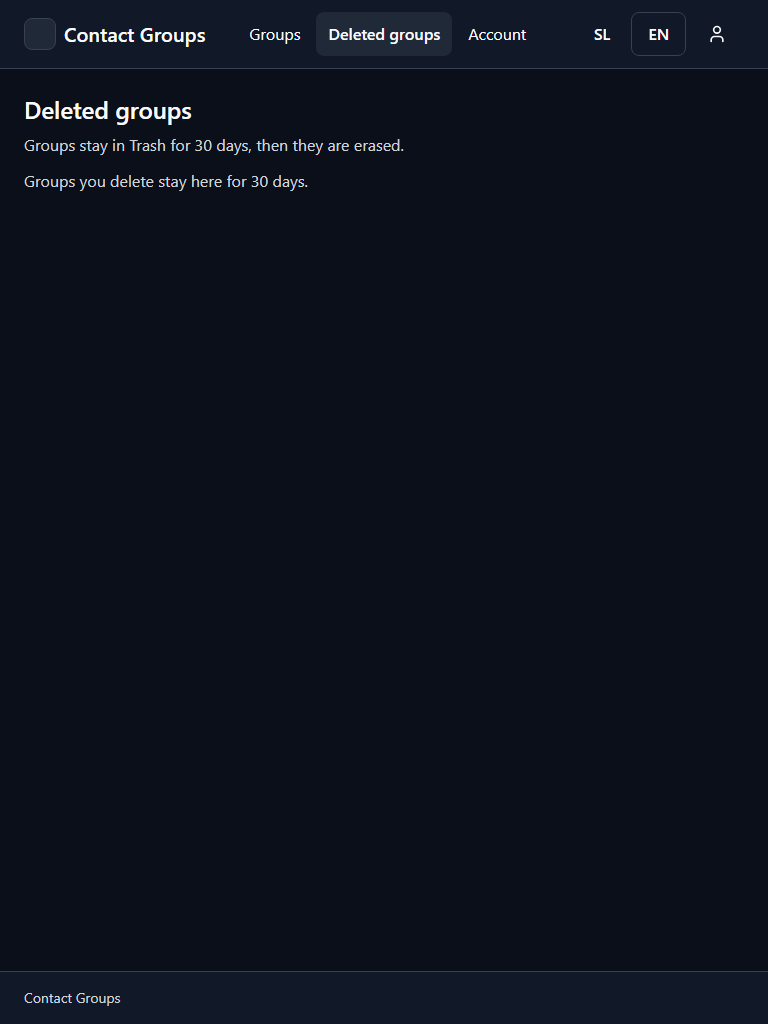 Contact Groups
Groups
Deleted groups
Account
SL
EN
Deleted groups
Groups stay in Trash for 30 days, then they are erased.
Groups you delete stay here for 30 days.
Contact Groups